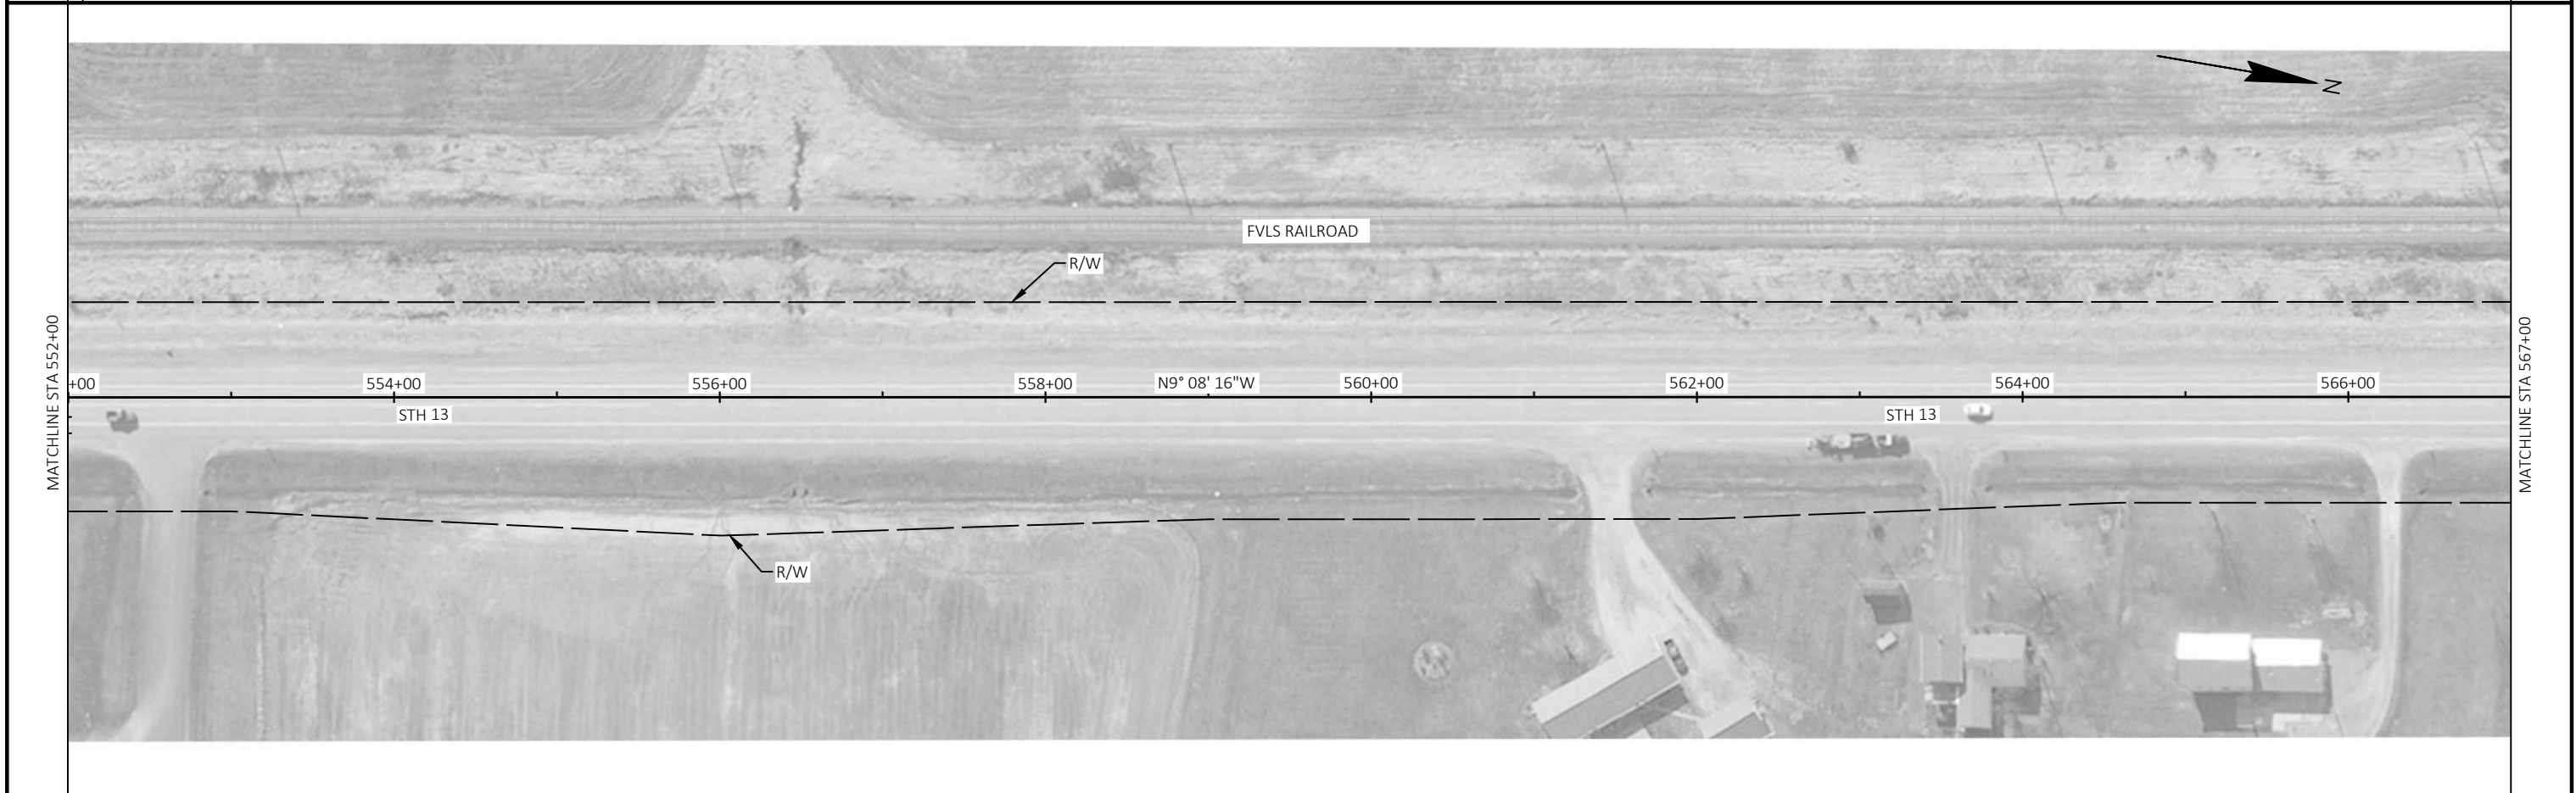 N
FVLS RAILROAD
R/W
MATCHLINE STA 552+00
MATCHLINE STA 567+00
+00 554+00 556+00 558+00 N9° 08' 16"W 560+00 562+00 564+00 566+00
STH 13 STH 13
R/W